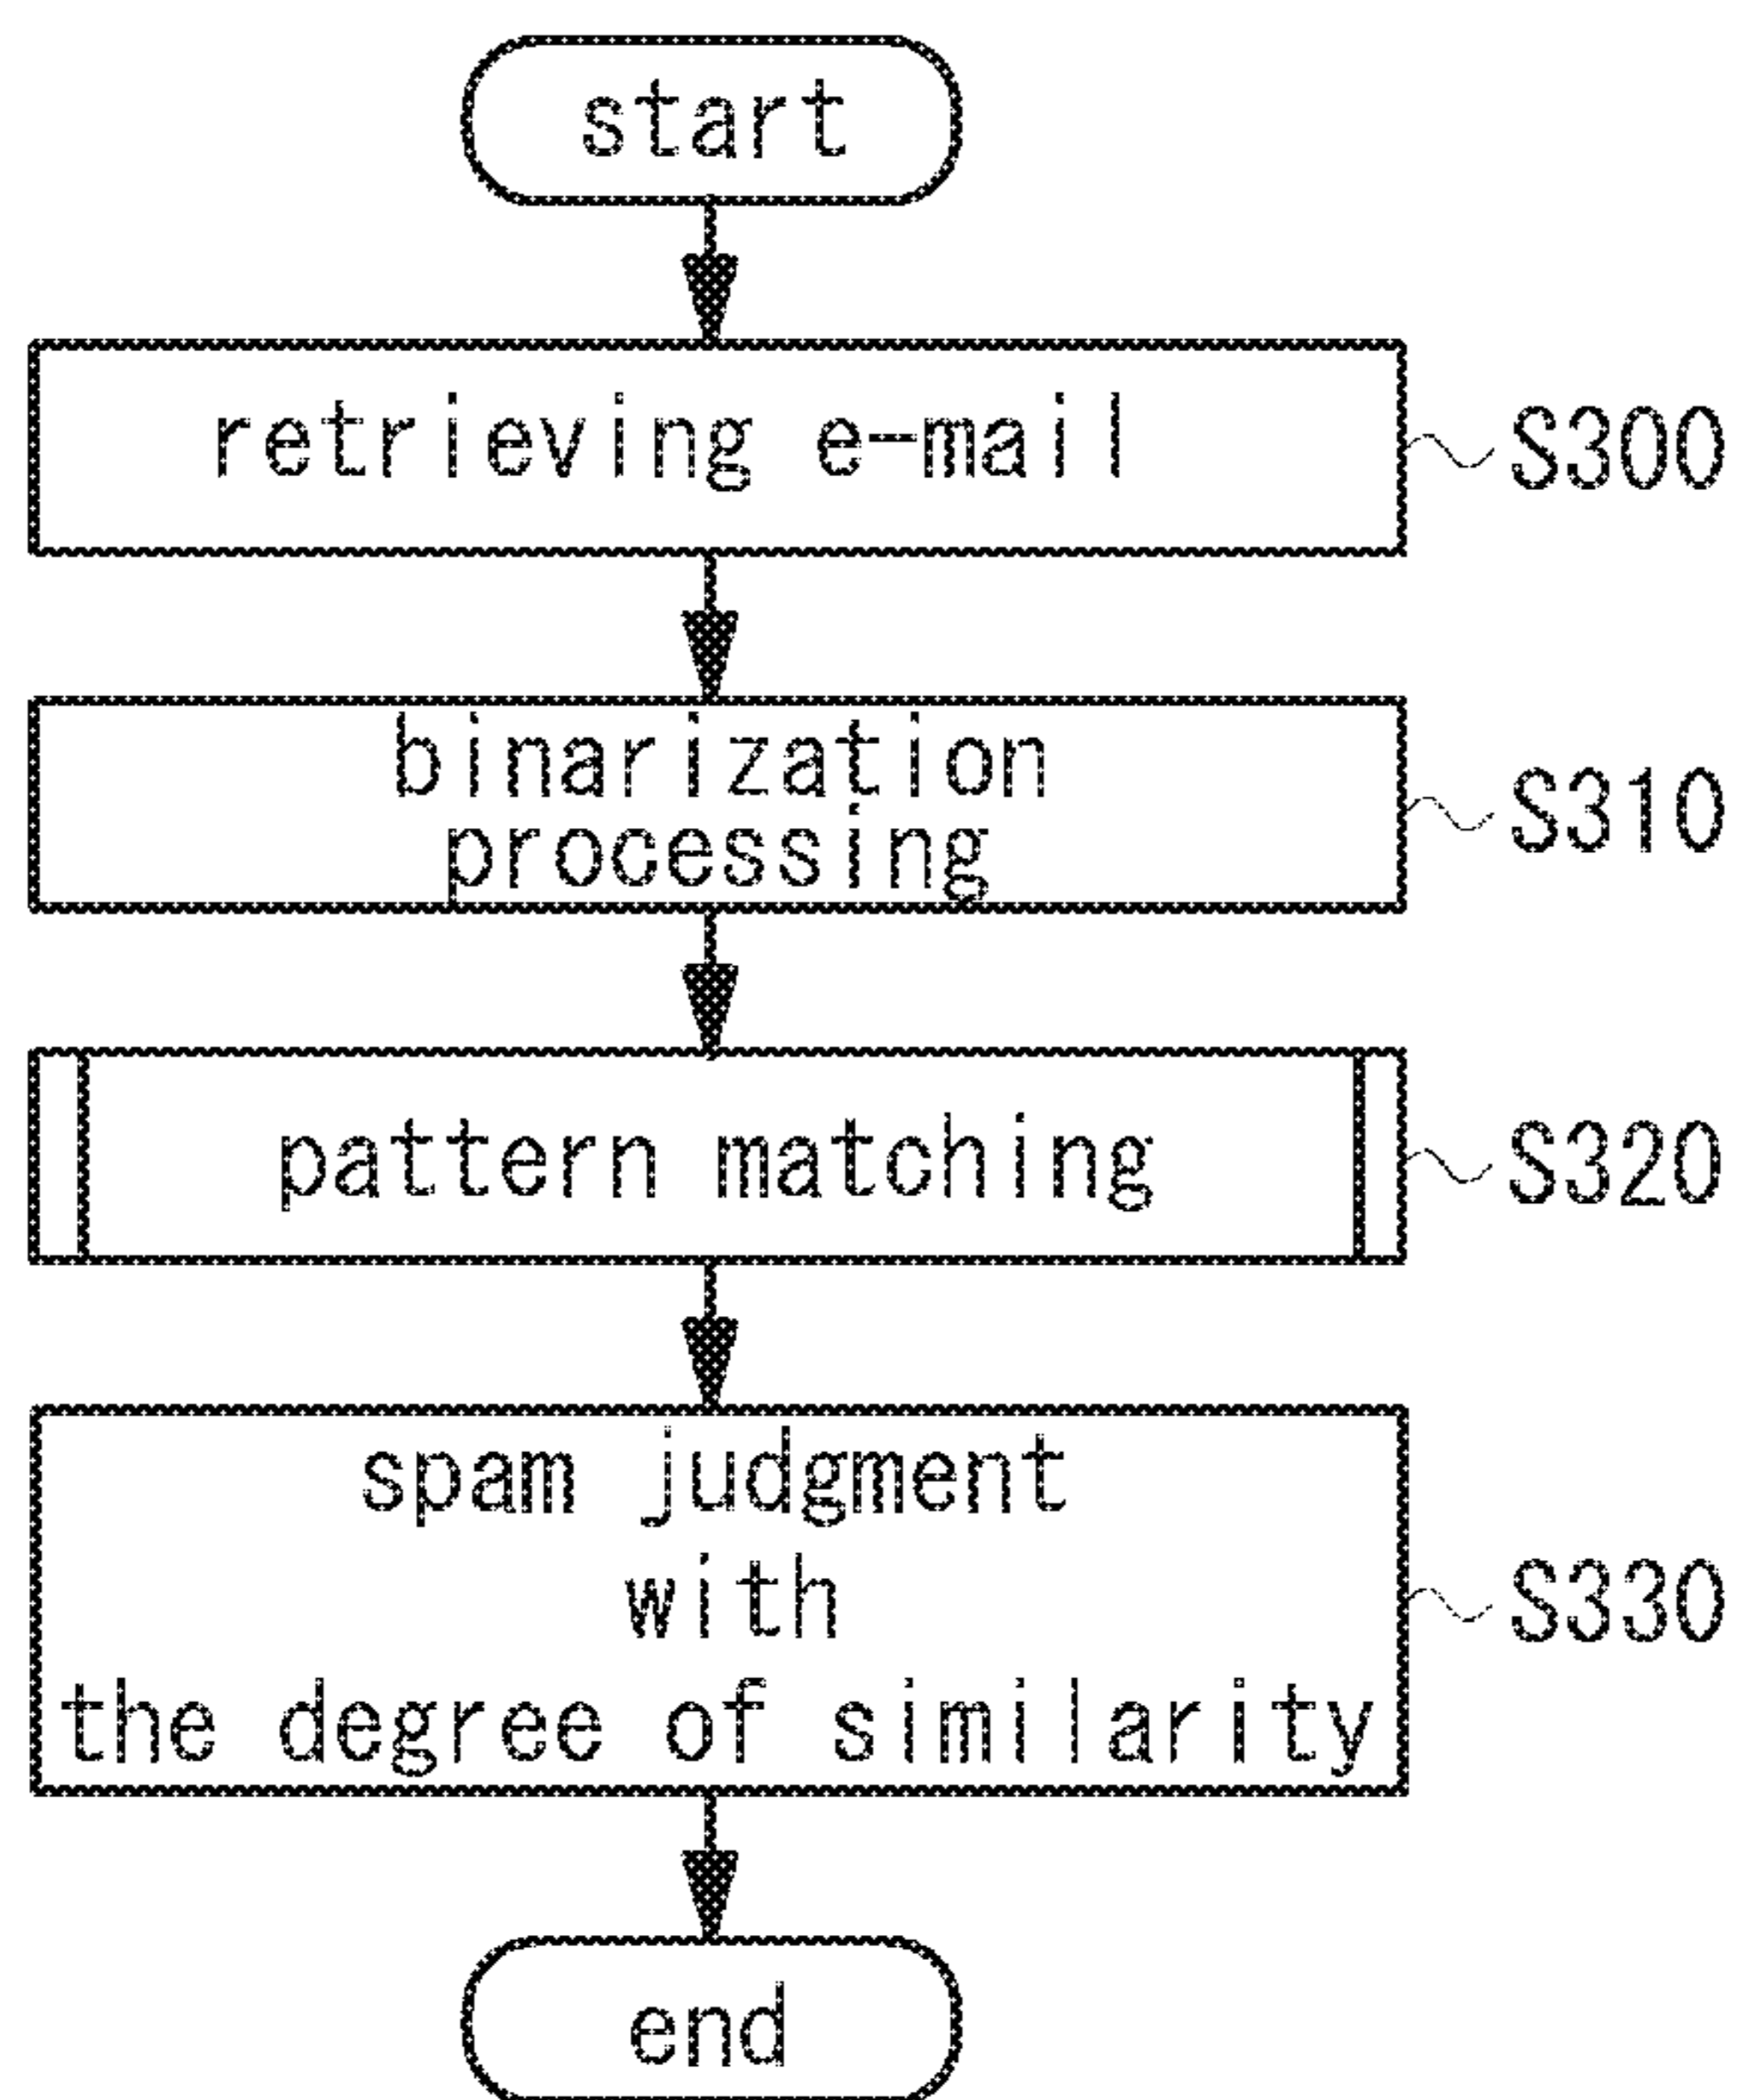 start
retrieving e-mail
S300
binarization
processing
S310
pattern matching
S320
spam judgment
with
the degree of similarity
S330
end